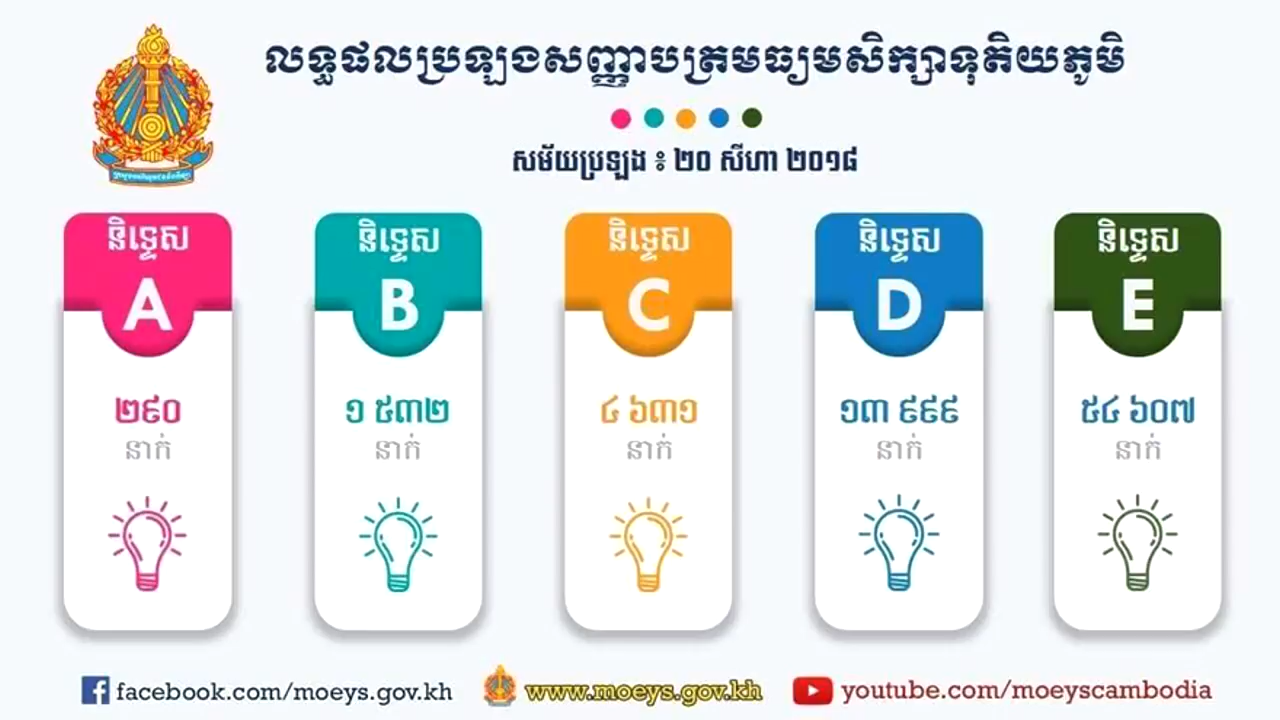 លទ្ធផលប្រឡងសញ្ញាបត្រមធ្យមសិក្សាទុតិយភូមិ
សម័យប្រឡង ៖ ២០ សីហា ២០១៨
និទ្ទេស
A
២៩០
នាក់
និទ្ទេស
B
១ ៥៣២
នាក់
និទ្ទេស
C
៤ ៦៣១
នាក់
និទ្ទេស
D
១៣ ៩៩៩
នាក់
និទ្ទេស
E
៥៤ ៦០៧
នាក់
facebook.com/moeys.gov.kh
www.moeys.gov.kh
youtube.com/moeyscambodia